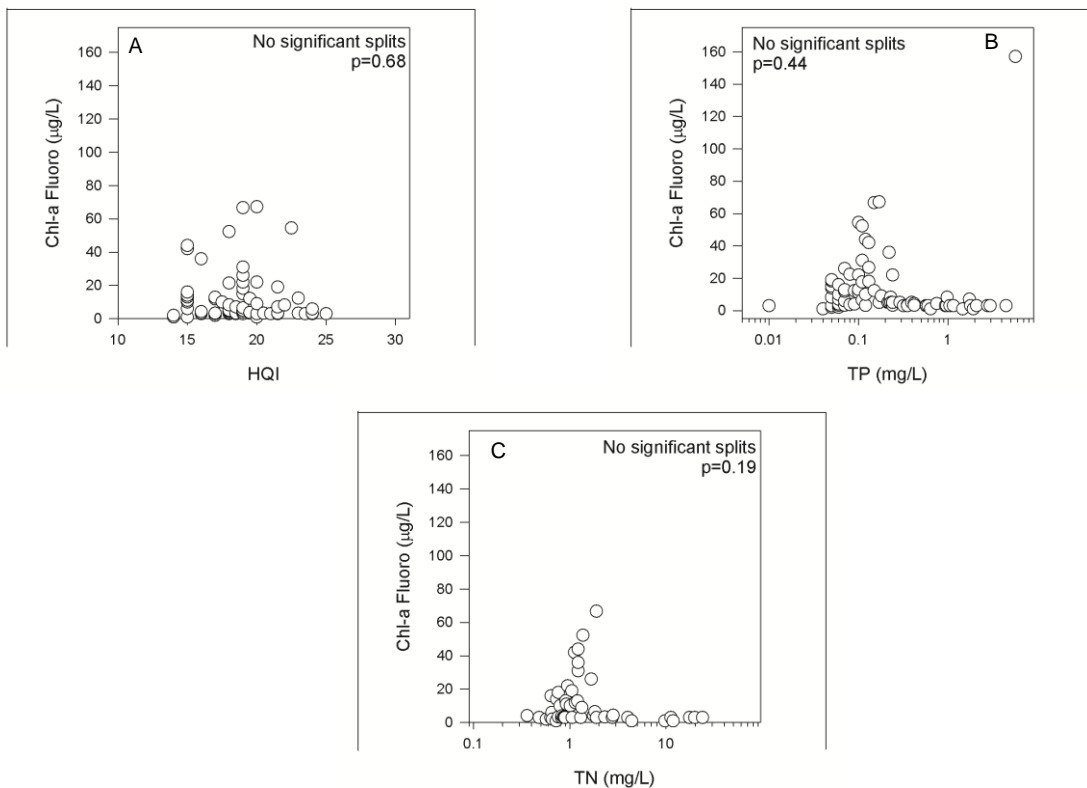 A
No significant splits
p=0.68
160
140
120
100
80
60
40
20
0
Chl-a Fluoro (µg/L)
10 15 20 25 30
HQI
B
No significant splits
p=0.44
160
140
120
100
80
60
40
20
0
Chl-a Fluoro (µg/L)
0.01 0.1 1
TP (mg/L)
C
No significant splits
p=0.19
160
140
120
100
80
60
40
20
0
Chl-a Fluoro (µg/L)
0.1 1 10
TN (mg/L)